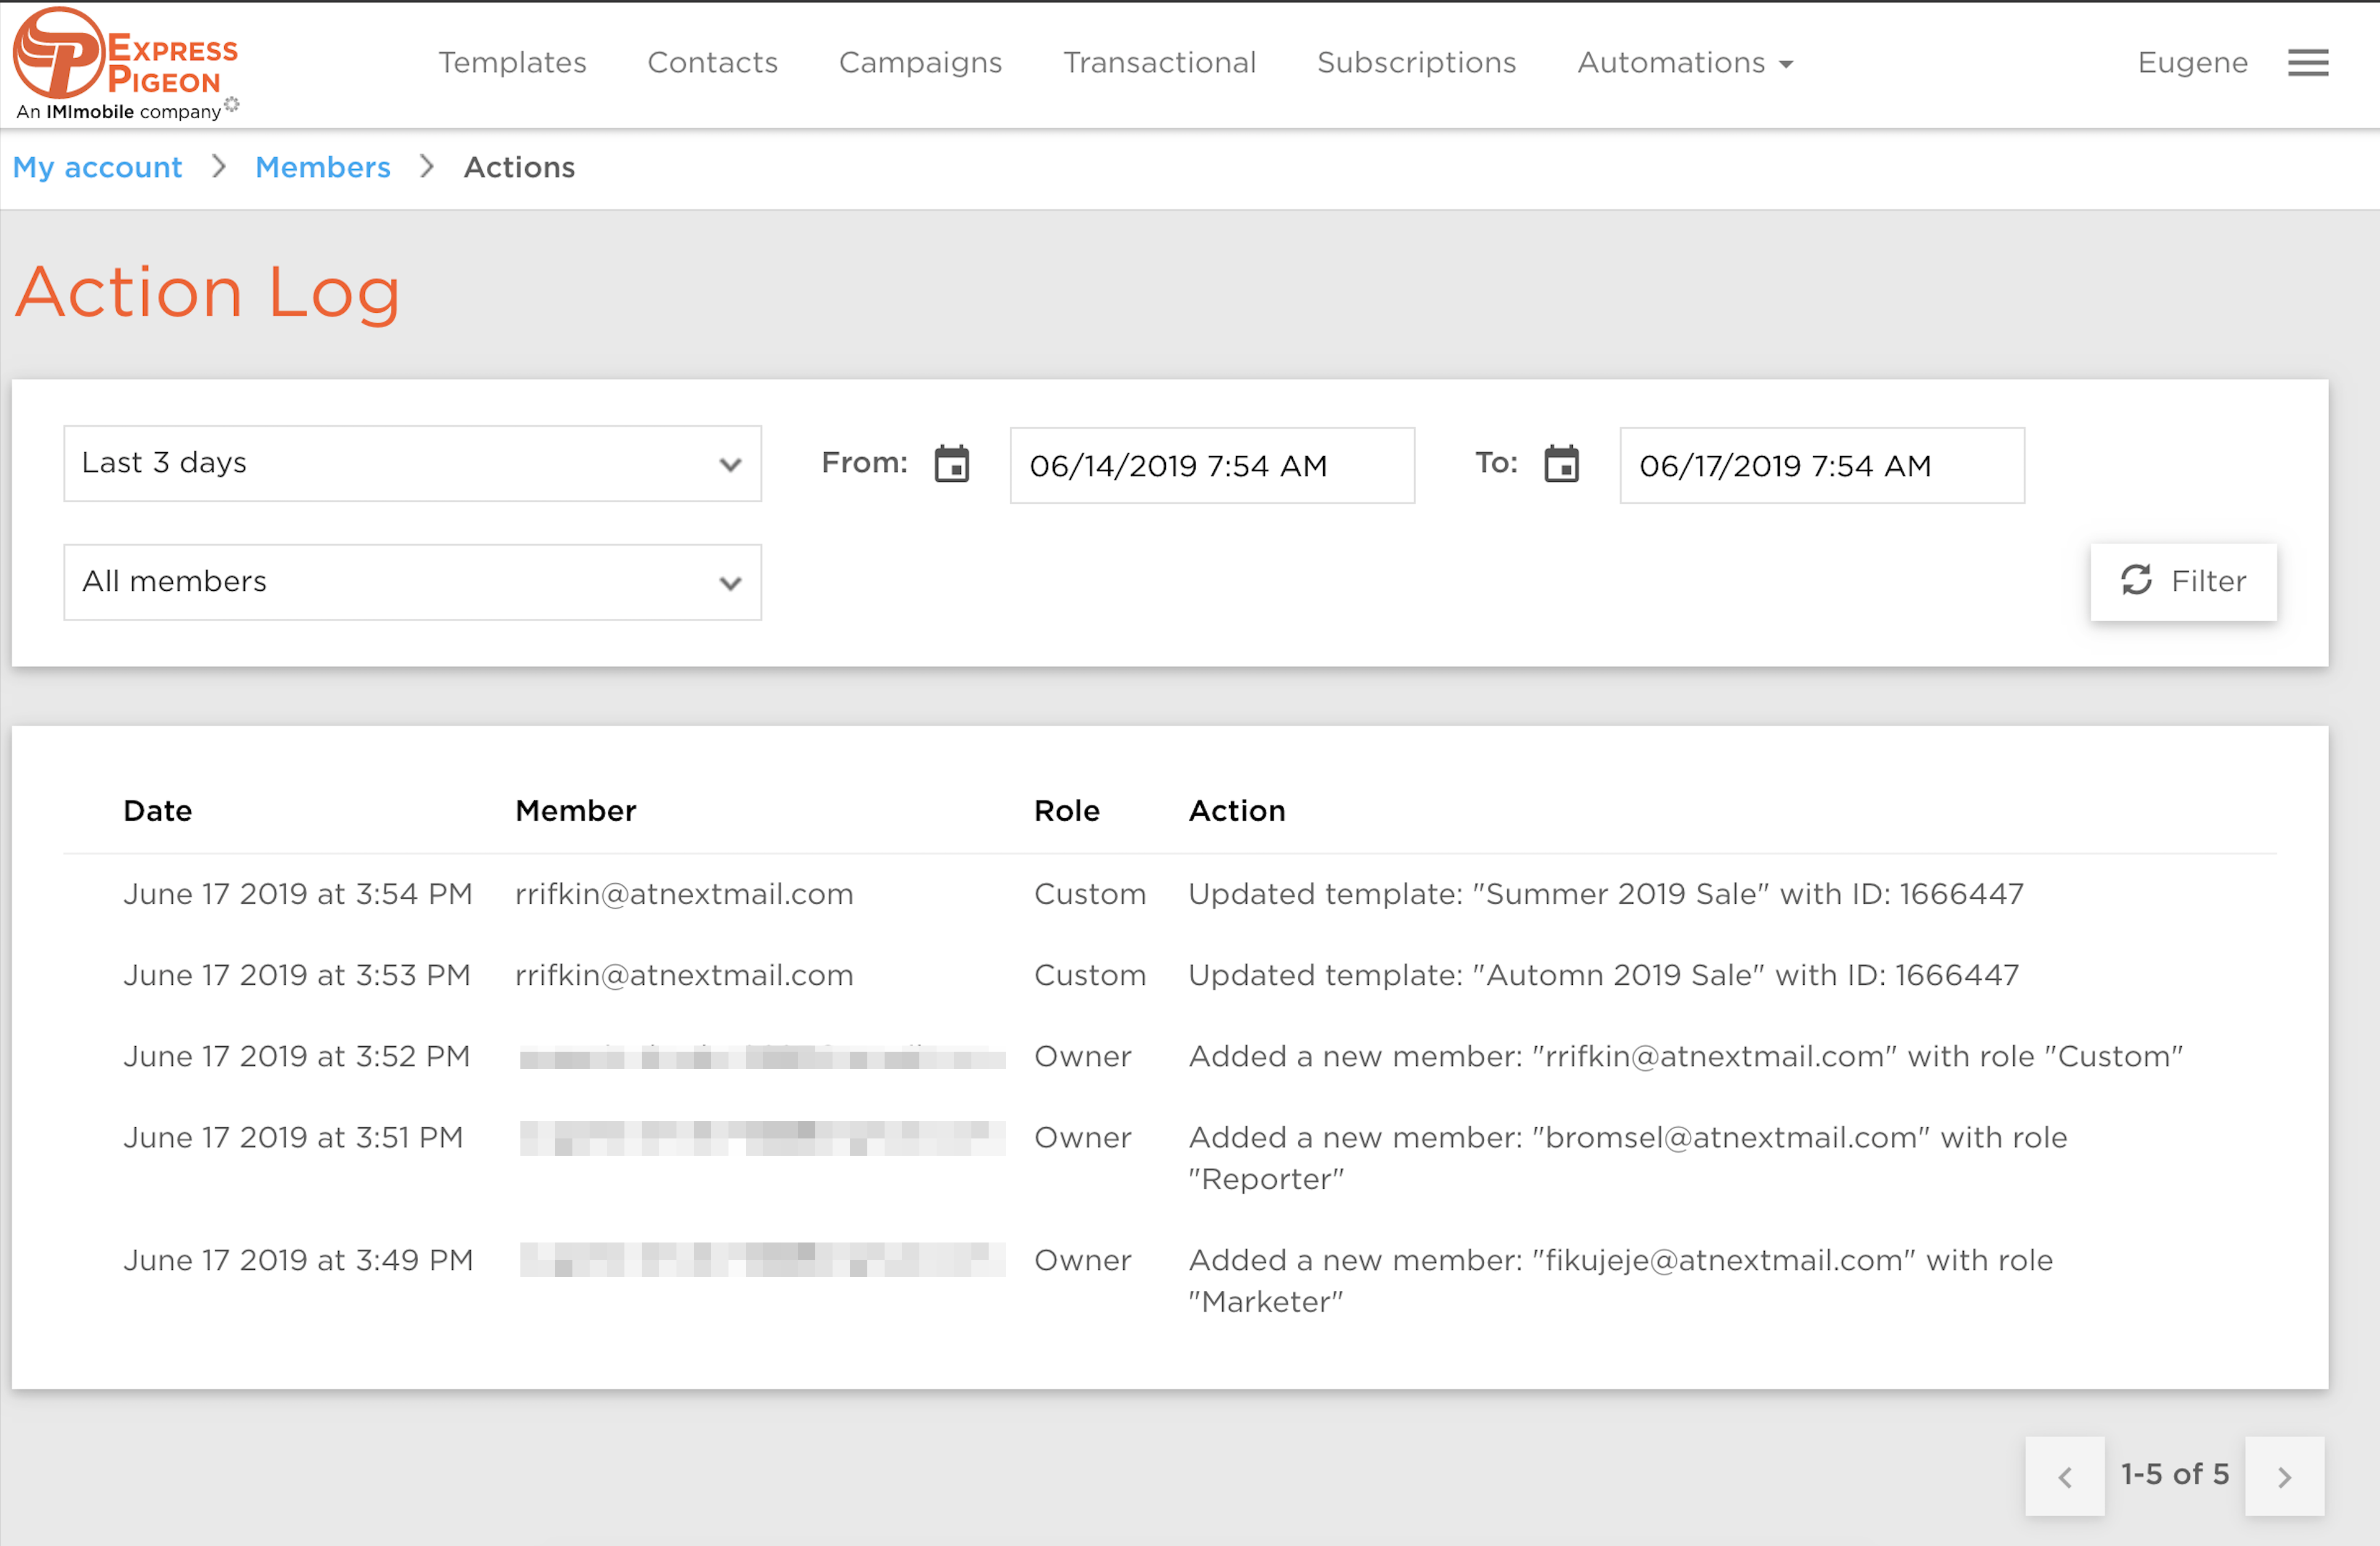 EXPRESS
PIGEON
An IMImobile company
Templates Contacts Campaigns Transactional Subscriptions Automations Eugene
My account > Members > Actions
Action Log
Last 3 days From: 06/14/2019 7:54 AM To: 06/17/2019 7:54 AM
All members Filter
Date Member Role Action
June 17 2019 at 3:54 PM rrifkin@atnextmail.com Custom Updated template: "Summer 2019 Sale" with ID: 1666447
June 17 2019 at 3:53 PM rrifkin@atnextmail.com Custom Updated template: "Automn 2019 Sale" with ID: 1666447
June 17 2019 at 3:52 PM Owner Added a new member: "rrifkin@atnextmail.com" with role "Custom"
June 17 2019 at 3:51 PM Owner Added a new member: "bromsel@atnextmail.com" with role
"Reporter"
June 17 2019 at 3:49 PM Owner Added a new member: "fikujeje@atnextmail.com" with role
"Marketer"
1-5 of 5